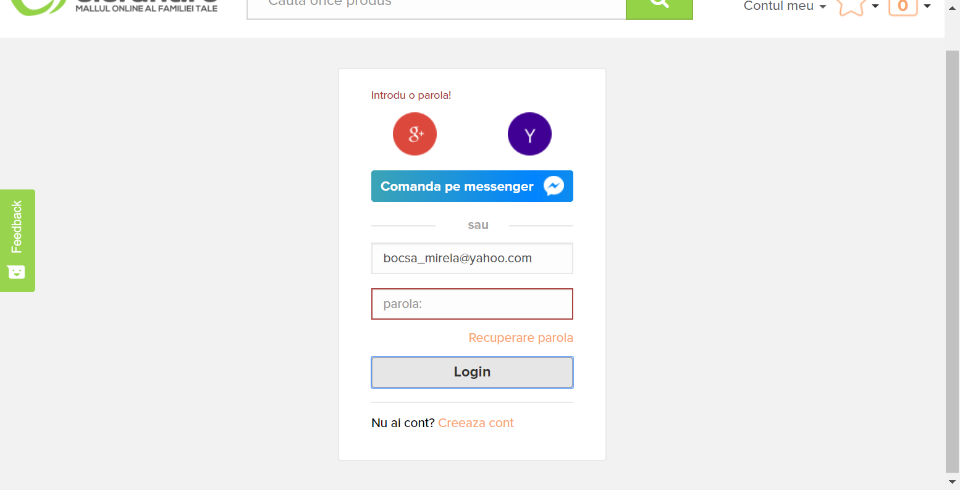 MALLUL ONLINE AL FAMILIEI TALE
Cauta orice produs
Contul meu
0
Introdu o parola!
g+
Y
Comanda pe messenger
sau
bocsa_mirela@yahoo.com
parola:
Recuperare parola
Login
Nu ai cont? Creeaza cont
Feedback